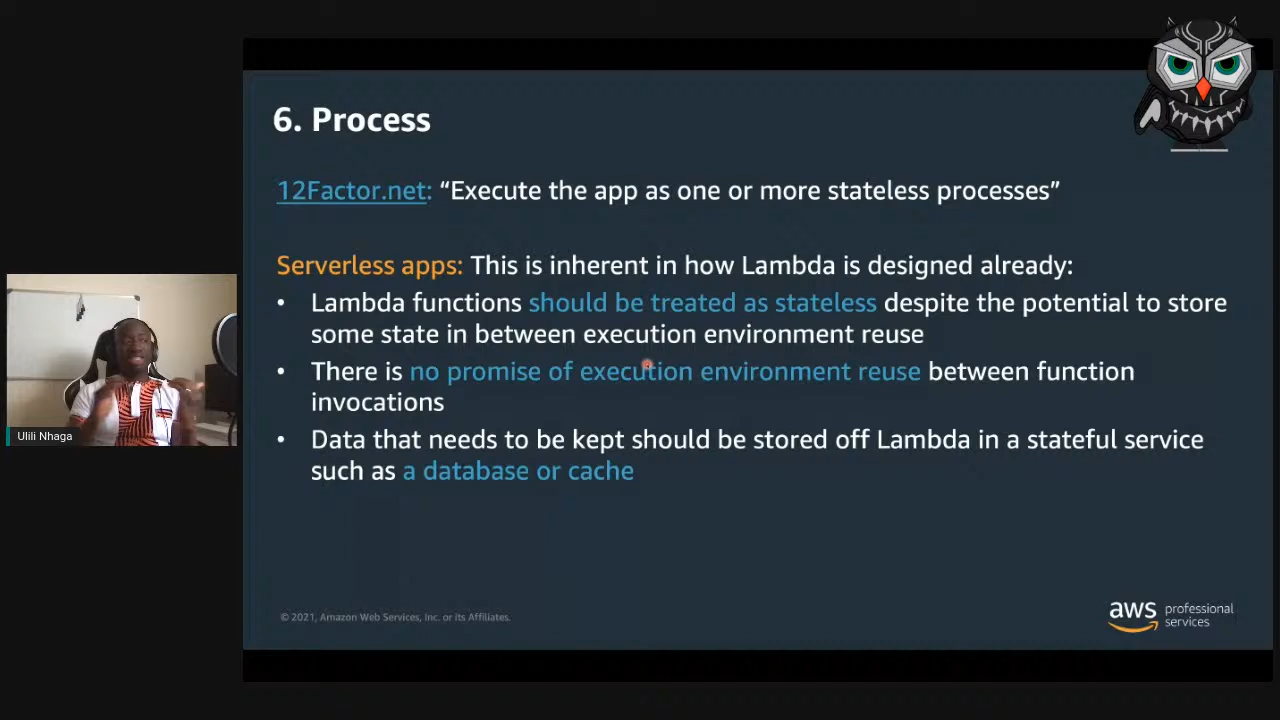 6. Process
12Factor.net: “Execute the app as one or more stateless processes”
Serverless apps: This is inherent in how Lambda is designed already:
• Lambda functions should be treated as stateless despite the potential to store
some state in between execution environment reuse
• There is no promise of execution environment reuse between function
invocations
• Data that needs to be kept should be stored off Lambda in a stateful service
such as a database or cache
Ulili Nhaga
© 2021, Amazon Web Services, Inc. or its Affiliates.
aws professional
services